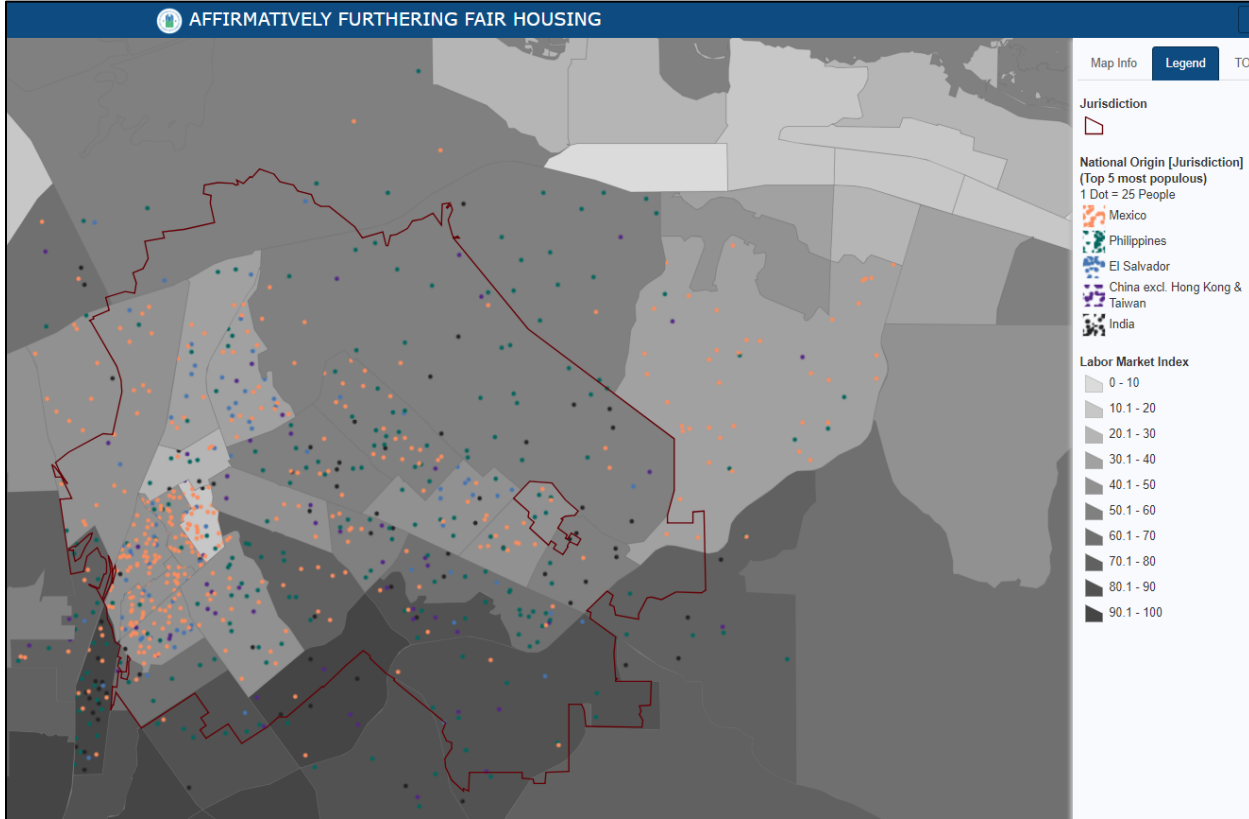 AFFIRMATIVELY FURTHERING FAIR HOUSING
Map Info Legend TO
Jurisdiction
National Origin [Jurisdiction]
(Top 5 most populous)
1 Dot = 25 People
Mexico
Philippines
El Salvador
China excl. Hong Kong &
Taiwan
India
Labor Market Index
0 - 10
10.1 - 20
20.1 - 30
30.1 - 40
40.1 - 50
50.1 - 60
60.1 - 70
70.1 - 80
80.1 - 90
90.1 - 100